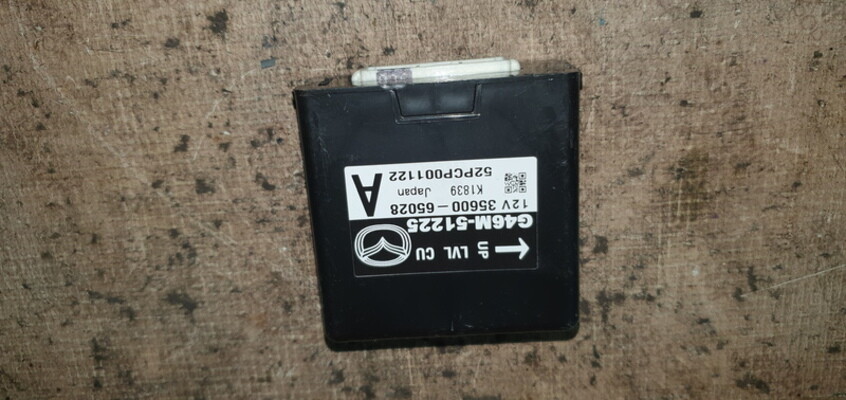 UP LVL CU
G46M-51225
12V 35600-65028
K1839 Japan
A
52PCP001122